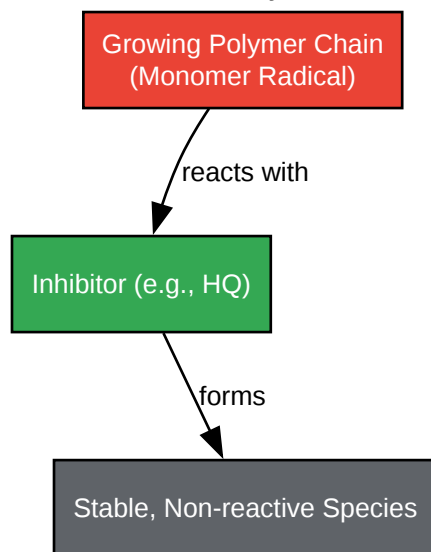 Growing Polymer Chain
(Monomer Radical)
reacts with
Inhibitor (e.g., HQ)
forms
Stable, Non-reactive Species